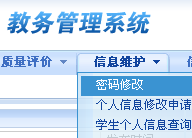 教务管理系统
质量评价 信息维护 信
密码修改
个人信息修改申请
学生个人信息查询